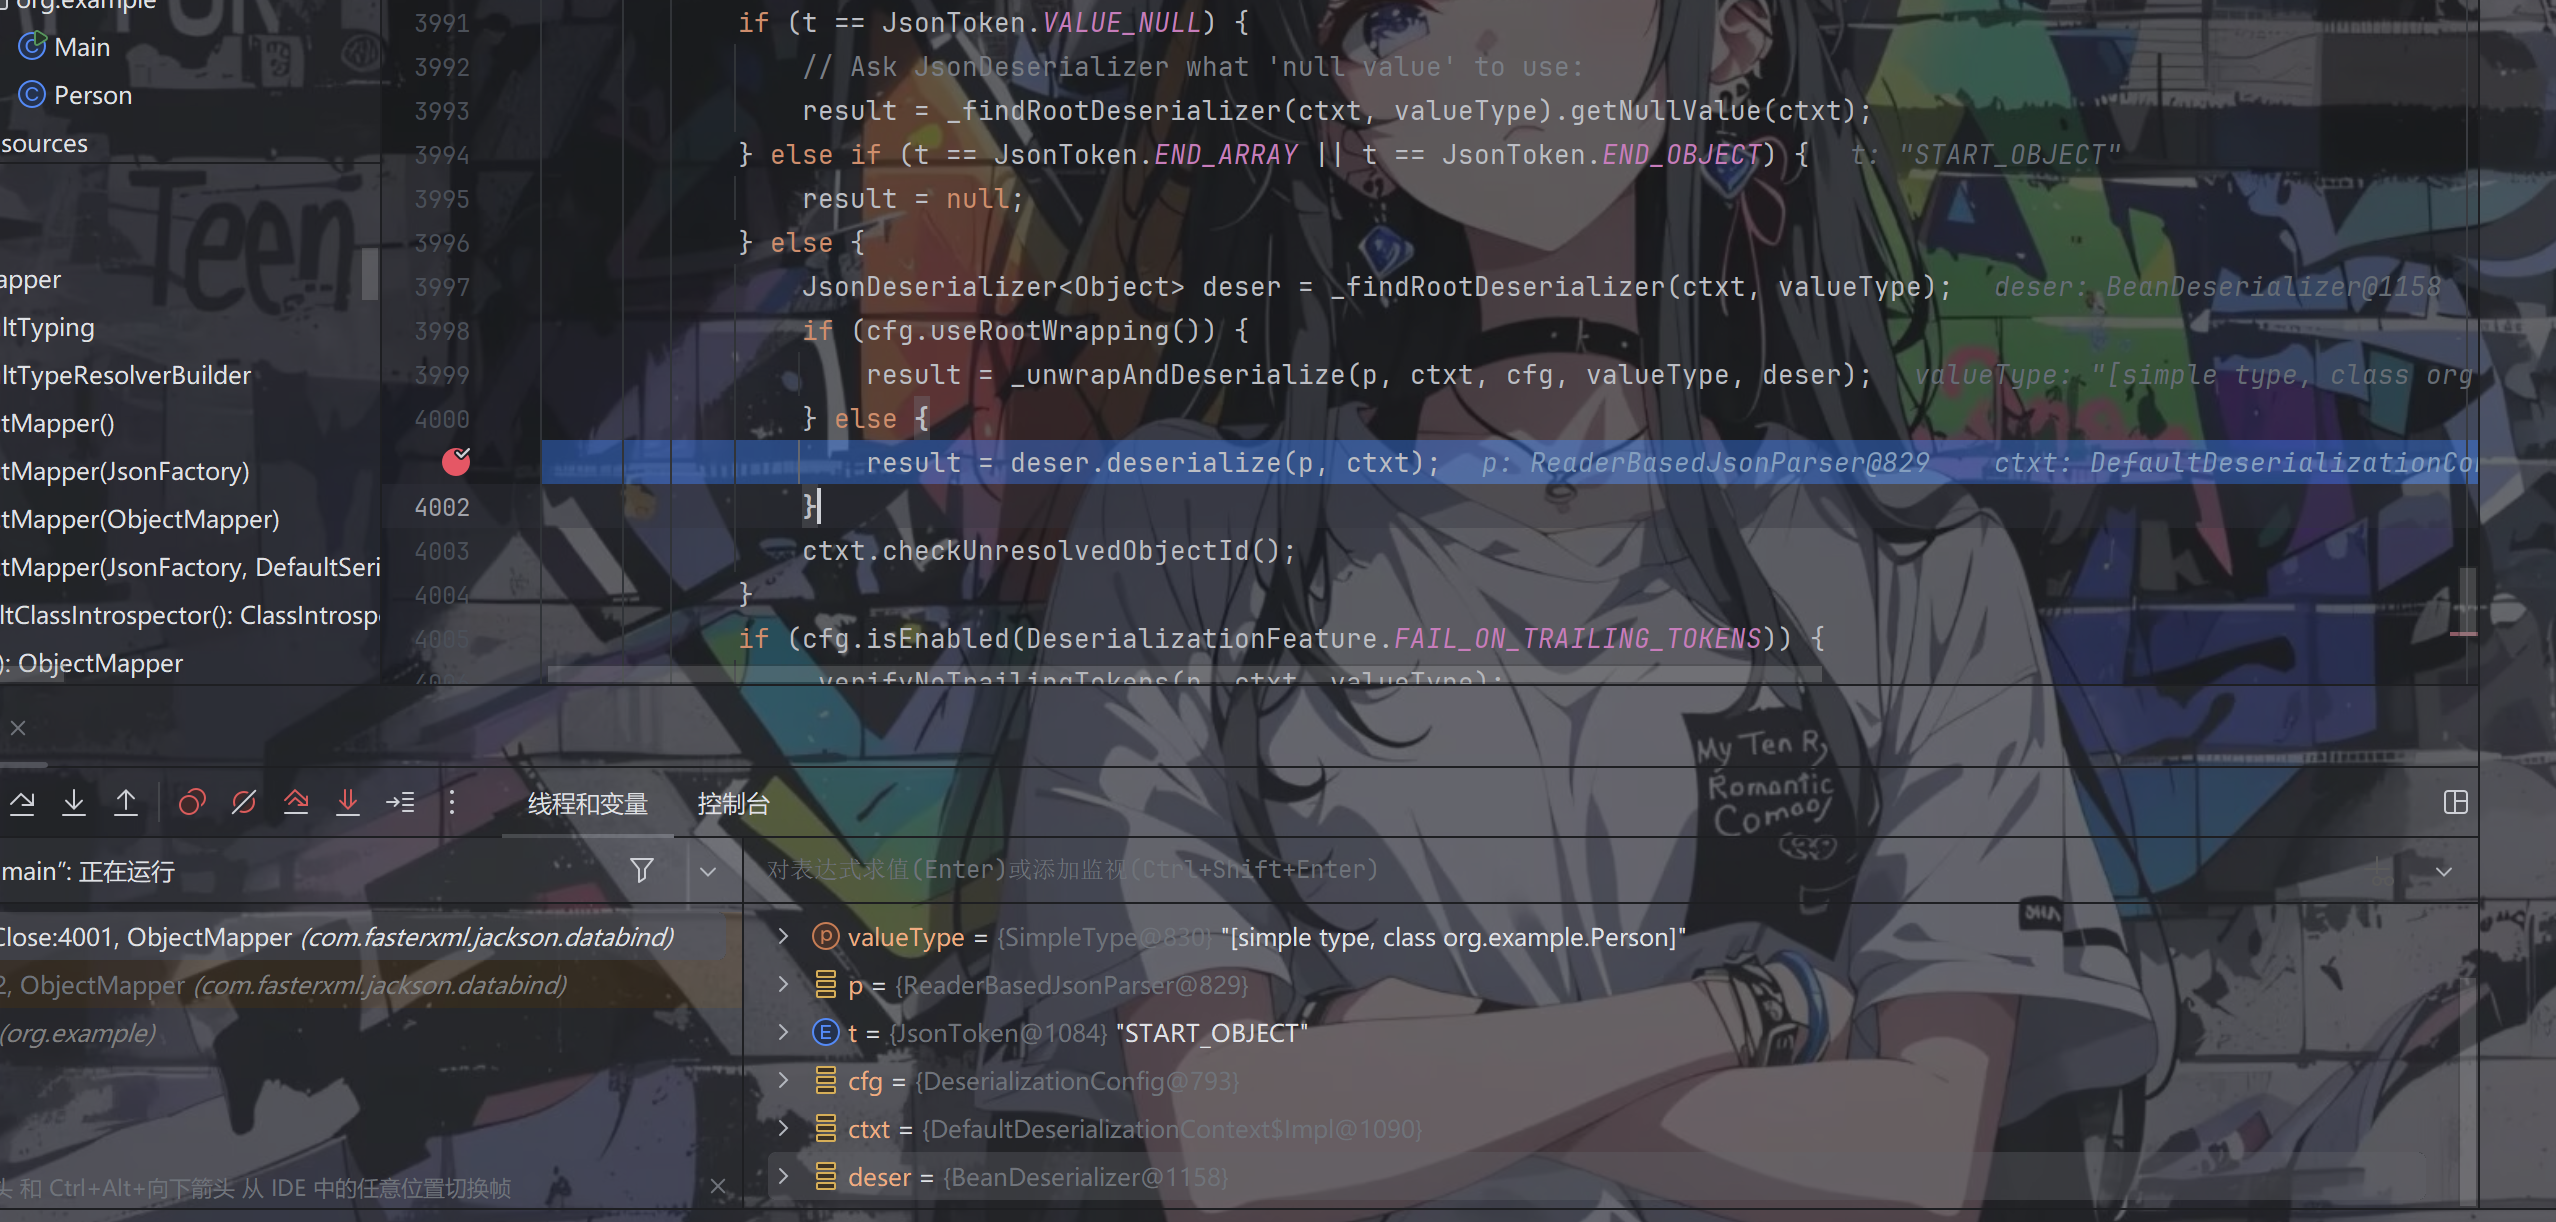 org.example
Main
Person
sources
apper
ltTyping
ltTypeResolverBuilder
tMapper()
tMapper(JsonFactory)
tMapper(ObjectMapper)
tMapper(JsonFactory, DefaultSeri
ltClassIntrospector(): ClassIntrosp
): ObjectMapper
3991 if (t == JsonToken.VALUE_NULL) {
3992 // Ask JsonDeserializer what 'null value' to use:
3993 result = _findRootDeserializer(ctxt, valueType).getNullValue(ctxt);
3994 } else if (t == JsonToken.END_ARRAY || t == JsonToken.END_OBJECT) { t: "START_OBJECT"
3995 result = null;
3996 } else {
3997 JsonDeserializer<Object> deser = _findRootDeserializer(ctxt, valueType); deser: BeanDeserializer@1158
3998 if (cfg.useRootWrapping()) {
3999 result = _unwrapAndDeserialize(p, ctxt, cfg, valueType, deser); valueType: "[simple type, class org
4000 } else {
result = deser.deserialize(p, ctxt); p: ReaderBasedJsonParser@829 ctxt: DefaultDeserializationCo
4002 }
4003 ctxt.checkUnresolvedObjectId();
4004 }
4005 if (cfg.isEnabled(DeserializationFeature.FAIL_ON_TRAILING_TOKENS)) {
_verifyNoTrailingTokens(p, ctxt, valueType);
Teen
My Ten R,
Romantic
线程和变量 控制台
main”: 正在运行
对表达式求值(Enter)或添加监视(Ctrl+Shift+Enter)
Close:4001, ObjectMapper (com.fasterxml.jackson.databind)
2, ObjectMapper (com.fasterxml.jackson.databind)
(org.example)
头 和 Ctrl+Alt+向下箭头 从 IDE 中的任意位置切换帧
valueType = {SimpleType@830} "[simple type, class org.example.Person]"
p = {ReaderBasedJsonParser@829}
t = {JsonToken@1084} "START_OBJECT"
cfg = {DeserializationConfig@793}
ctxt = {DefaultDeserializationContext$Impl@1090}
deser = {BeanDeserializer@1158}